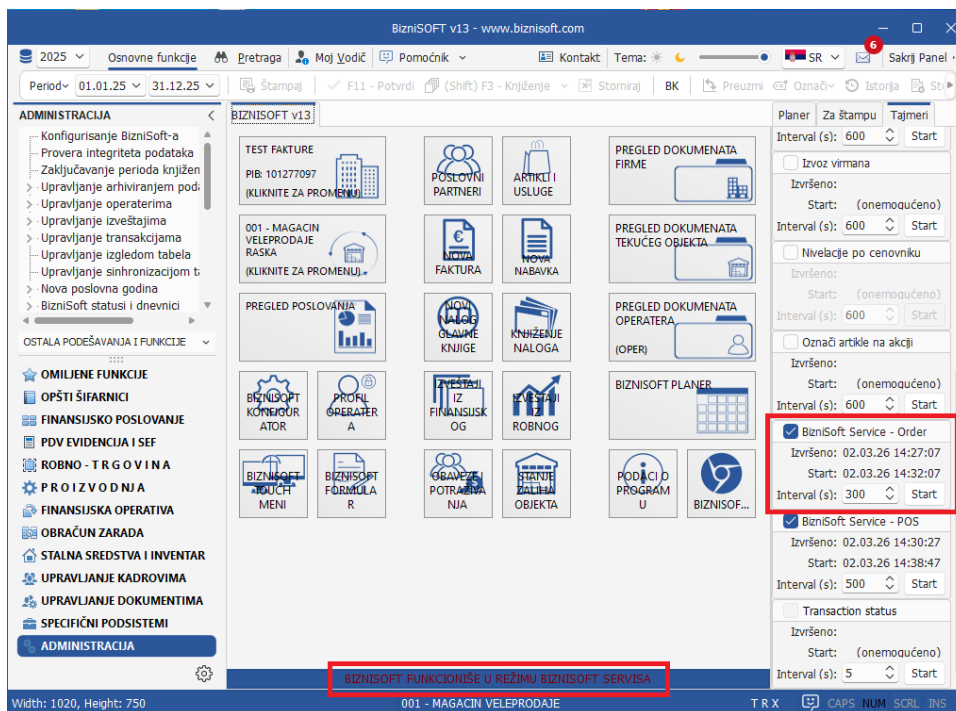 BizniSOFT v13 - www.biznisoft.com
2025 Osnovne funkcije Pretraga Moj Vodič Pomoćnik Kontakt Tema: SR 6 Sakrij Panel
Period 01.01.25 31.12.25 Štampaj F11 - Potvrdi (Shift) F3 - Knjiženje Storniraj BK Preuzmi Označi Istorija
ADMINISTRACIJA
Konfigurisanje BizniSoft-a
Provera integriteta podataka
Zaključavanje perioda knjižen
Upravljanje arhiviranjem poda
Upravljanje operaterima
Upravljanje izveštajima
Upravljanje transakcijama
Upravljanje izgledom tabela
Upravljanje sinhronizacijom ta
Nova poslovna godina
BizniSoft statusi i dnevnici
OSTALA PODEŠAVANJA I FUNKCIJE
OMILJENE FUNKCIJE
OPŠTI ŠIFARNICI
FINANSIJSKO POSLOVANJE
PDV EVIDENCIJA I SEF
ROBNO - T R G O V I N A
P R O I Z V O D NJ A
FINANSIJSKA OPERATIVA
OBRAČUN ZARADA
STALNA SREDSTVA I INVENTAR
UPRAVLJANJE KADROVIMA
UPRAVLJANJE DOKUMENTIMA
SPECIFIČNI PODSISTEMI
ADMINISTRACIJA
BIZNISOFT v13
TEST FAKTURE
PIB: 101277097
(KLIKNITE ZA PROMENU)
POSLOVNI
PARTNERI
ARTIKLI I
USLUGE
PREGLED DOKUMENATA
FIRME
001 - MAGACIN
VELEPRODAJE
RASKA
(KLIKNITE ZA PROMENU)
NOVA
FAKTURA
NOVA
NABAVKA
PREGLED DOKUMENATA
TEKUĆEG OBJEKTA
PREGLED POSLOVANJA
NOVI
NALOG
GLAVNE
KNJIGE
KNJIŽENJE
NALOGA
PREGLED DOKUMENATA
OPERATERA
(OPER)
BIZNISOFT
KONFIGUR
ATOR
PROFIL
OPERATER
A
IZVEŠTAJI
IZ
FINANSIJSK
OG
IZVEŠTAJI
IZ
ROBNOG
BIZNISOFT PLANER
BIZNISOFT
TOUCH
MENI
BIZNISOFT
FORMULA
R
OBAVEZE I
POTRAŽIVA
NJA
STANJE
ZALIHA
OBJEKTA
PODACI O
PROGRAM
U
BIZNISOF...
BIZNISOFT FUNKCIONIŠE U REŽIMU BIZNISOFT SERVISA
Planer Za štampu Tajmeri
Interval (s): 600 Start
Izvoz virmana
Izvršeno:
Start: (onemogućeno)
Interval (s): 600 Start
Nivelacije po cenovniku
Izvršeno:
Start: (onemogućeno)
Interval (s): 600 Start
Označi artikle na akciji
Izvršeno:
Start: (onemogućeno)
Interval (s): 600 Start
BizniSoft Service - Order
Izvršeno: 02.03.26 14:27:07
Start: 02.03.26 14:32:07
Interval (s): 300 Start
BizniSoft Service - POS
Izvršeno: 02.03.26 14:30:27
Start: 02.03.26 14:38:47
Interval (s): 500 Start
Transaction status
Izvršeno:
Start: (onemogućeno)
Interval (s): 5 Start
Width: 1020, Height: 750 001 - MAGACIN VELEPRODAJE T R X CAPS NUM SCRL INS